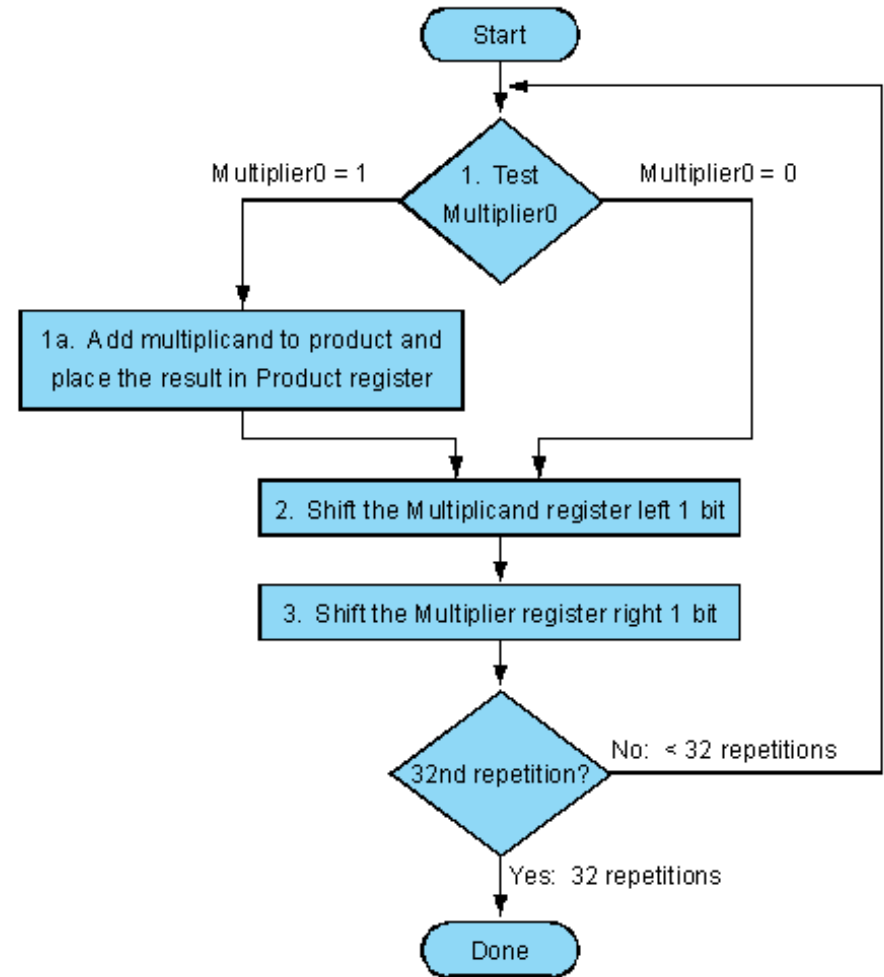 Start
Multiplier0 = 1
1. Test
Multiplier0
Multiplier0 = 0
1a. Add multiplicand to product and
place the result in Product register
2. Shift the Multiplicand register left 1 bit
3. Shift the Multiplier register right 1 bit
32nd repetition?
No: < 32 repetitions
Yes: 32 repetitions
Done